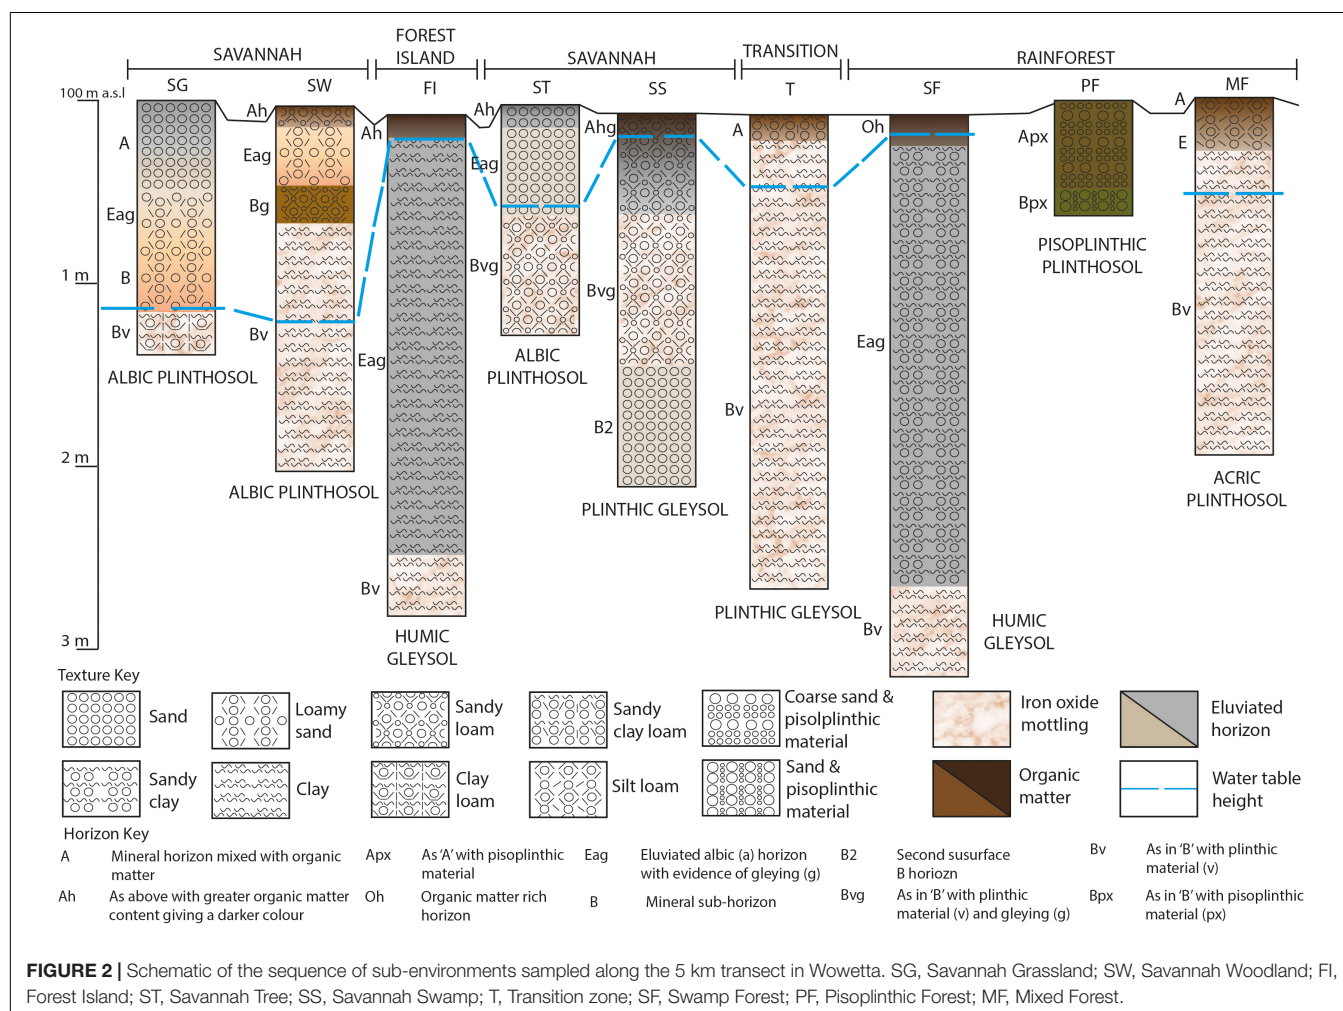 SAVANNAH
FOREST
ISLAND
SAVANNAH
TRANSITION
RAINFOREST
SG
SW
FI
ST
SS
T
SF
PF
MF
100 m a.s.l
1 m
2 m
3 m
A
Eag
B
Bv
ALBIC PLINTHOSOL
Ah
Eag
Bg
Bv
ALBIC PLINTHOSOL
Ah
Eag
Bv
HUMIC
GLEYSOL
Ah
Eag
Bvg
ALBIC
PLINTHOSOL
Ahg
Bvg
B2
PLINTHIC GLEYSOL
A
Bv
PLINTHIC GLEYSOL
Oh
Eag
Bv
HUMIC
GLEYSOL
Apx
Bpx
PISOPLINTHIC
PLINTHOSOL
A
E
Bv
ACRIC
PLINTHOSOL
Texture Key
Sand
Loamy
sand
Sandy
loam
Sandy
clay loam
Coarse sand &
pisolplinthic
material
Iron oxide
mottling
Eluviated
horizon
Sandy
clay
Clay
Clay
loam
Silt loam
Sand &
pisoplinthic
material
Organic
matter
Water table
height
Horizon Key
A Mineral horizon mixed with organic
matter
Ah As above with greater organic matter
content giving a darker colour
Apx As 'A' with pisoplinthic
material
Oh Organic matter rich
horizon
Eag Eluviated albic (a) horizon
with evidence of gleying (g)
B Mineral sub-horizon
B2 Second susurface
B horiozn
Bvg As in 'B' with plinthic
material (v) and gleying (g)
Bv As in 'B' with plinthic
material (v)
Bpx As in 'B' with pisoplinthic
material (px)
FIGURE 2 | Schematic of the sequence of sub-environments sampled along the 5 km transect in Wowetta. SG, Savannah Grassland; SW, Savannah Woodland; FI,
Forest Island; ST, Savannah Tree; SS, Savannah Swamp; T, Transition zone; SF, Swamp Forest; PF, Pisoplinthic Forest; MF, Mixed Forest.